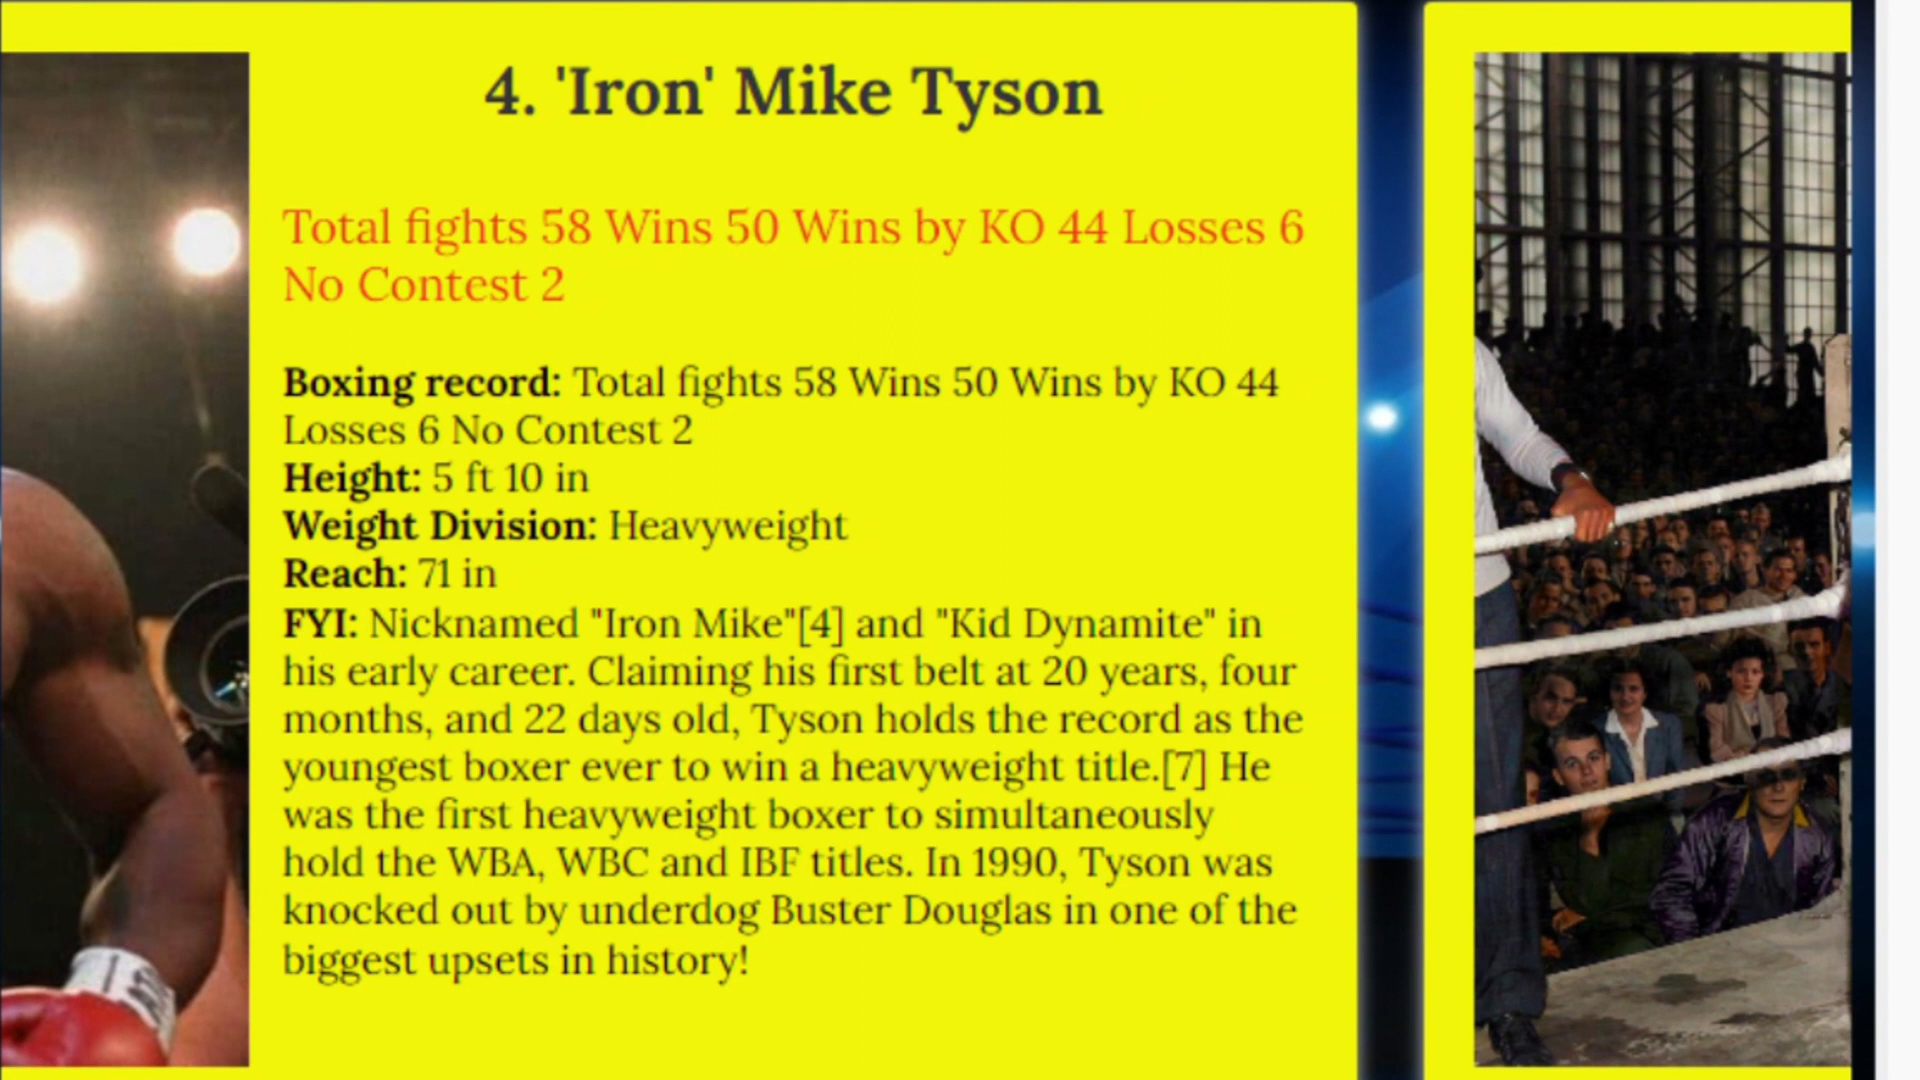 4. 'Iron' Mike Tyson
Total fights 58 Wins 50 Wins by KO 44 Losses 6
No Contest 2
Boxing record: Total fights 58 Wins 50 Wins by KO 44
Losses 6 No Contest 2
Height: 5 ft 10 in
Weight Division: Heavyweight
Reach: 71 in
FYI: Nicknamed "Iron Mike"[4] and "Kid Dynamite" in
his early career. Claiming his first belt at 20 years, four
months, and 22 days old, Tyson holds the record as the
youngest boxer ever to win a heavyweight title.[7] He
was the first heavyweight boxer to simultaneously
hold the WBA, WBC and IBF titles. In 1990, Tyson was
knocked out by underdog Buster Douglas in one of the
biggest upsets in history!